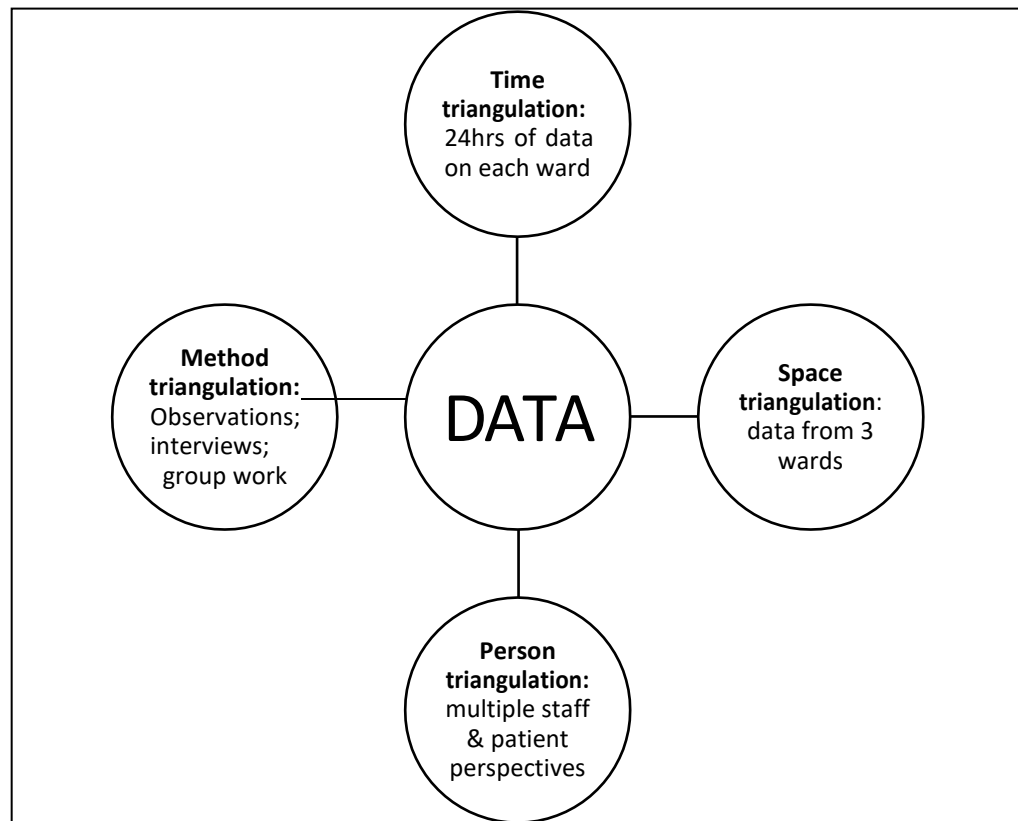 Time
triangulation:
24hrs of data
on each ward
Method
triangulation:
Observations;
interviews;
group work
DATA
Space
triangulation:
data from 3
wards
Person
triangulation:
multiple staff
& patient
perspectives